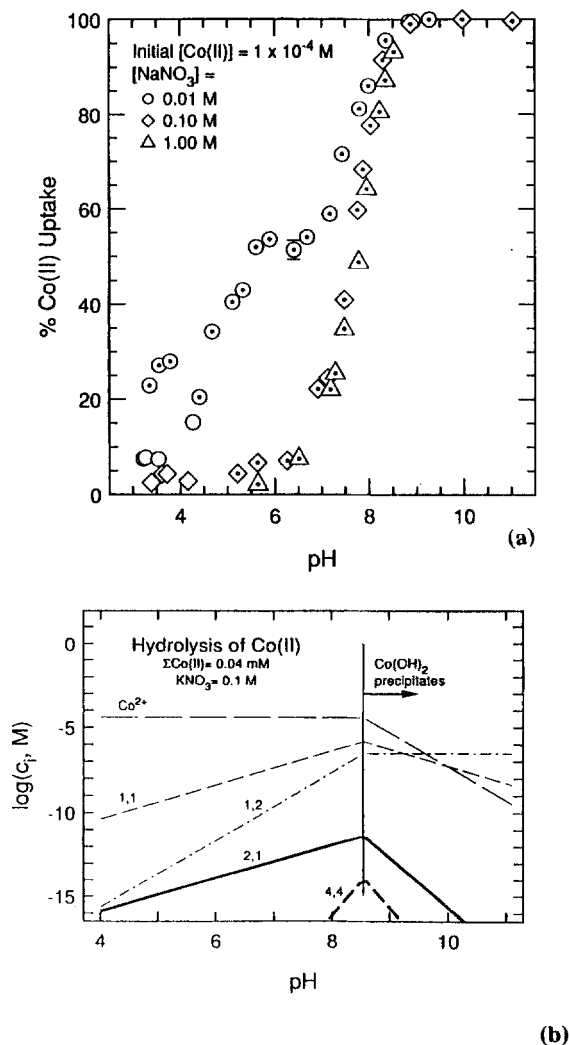 100
80
60
40
20
0
% Co(II) Uptake
Initial [Co(II)] = 1 x 10⁻⁴ M
[NaNO₃] =
0.01 M
0.10 M
1.00 M
4
6
8
10
pH
(a)
0
-5
-10
-15
log(cᵢ, M)
Hydrolysis of Co(II)
ΣCo(II)= 0.04 mM
KNO₃= 0.1 M
Co(OH)₂
precipitates
Co²⁺
1,1
1,2
2,1
4,4
4
6
8
10
pH
(b)